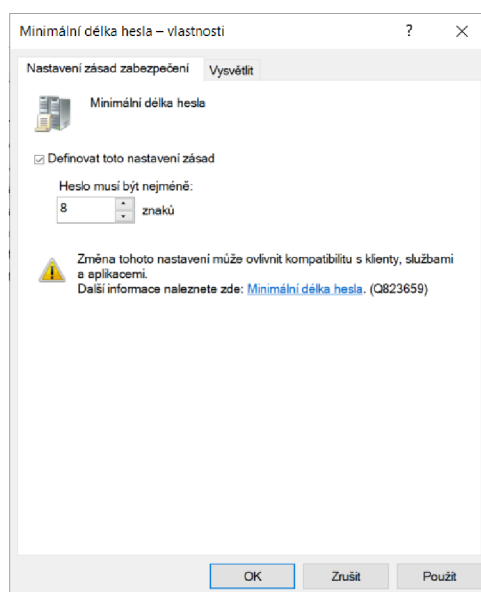 Minimální délka hesla – vlastnosti
Nastavení zásad zabezpečení Vysvětlit
Minimální délka hesla
Definovat toto nastavení zásad
Heslo musí být nejméně:
8 znaků
Změna tohoto nastavení může ovlivnit kompatibilitu s klienty, službami
a aplikacemi.
Další informace naleznete zde: Minimální délka hesla. (Q823659)
OK Zrušit Použít